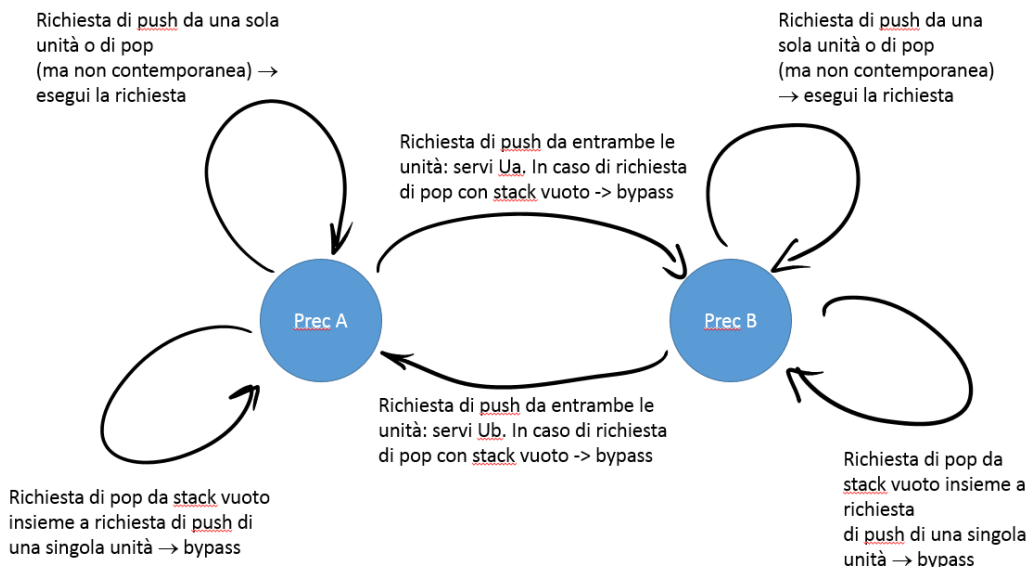 Richiesta di push da una sola
unità o di pop
(ma non contemporanea) →
esegui la richiesta
Richiesta di push da una
sola unità o di pop
(ma non contemporanea)
→ esegui la richiesta
Richiesta di push da entrambe le
unità: servi Ua. In caso di richiesta
di pop con stack vuoto -> bypass
Prec A
Prec B
Richiesta di push da entrambe le
unità: servi Ub. In caso di richiesta
di pop con stack vuoto -> bypass
Richiesta di pop da stack vuoto
insieme a richiesta di push di
una singola unità → bypass
Richiesta di pop da
stack vuoto insieme a
richiesta
di push di una singola
unità → bypass